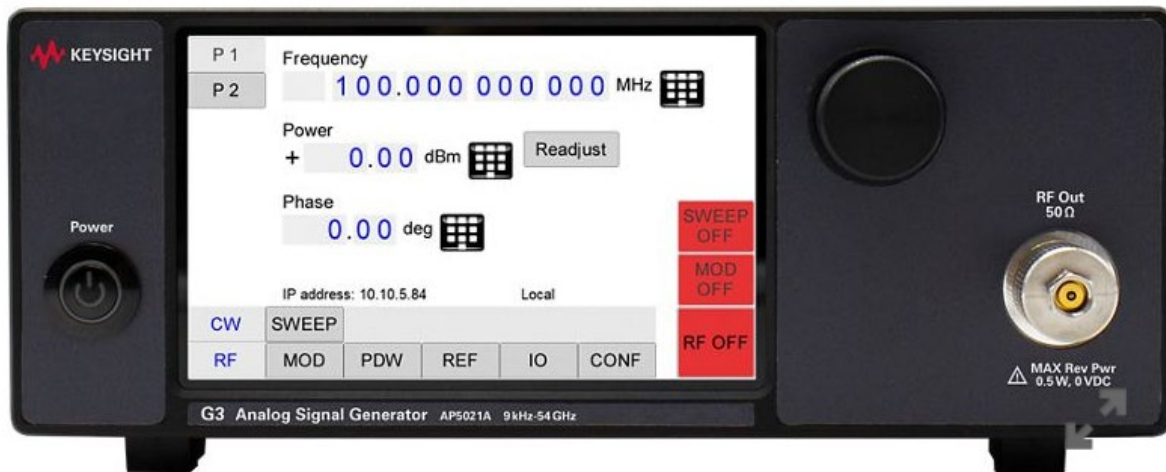 KEYSIGHT
Power
P 1
P 2
Frequency
100.000 000 000 MHz
Power
+ 0.00 dBm
Readjust
Phase
0.00 deg
SWEEP
OFF
MOD
OFF
RF OFF
IP address: 10.10.5.84 Local
CW SWEEP
RF MOD PDW REF IO CONF
G3 Analog Signal Generator AP5021A 9 kHz-54 GHz
RF Out
50 Ω
MAX Rev Pwr
0.5 W, 0 VDC